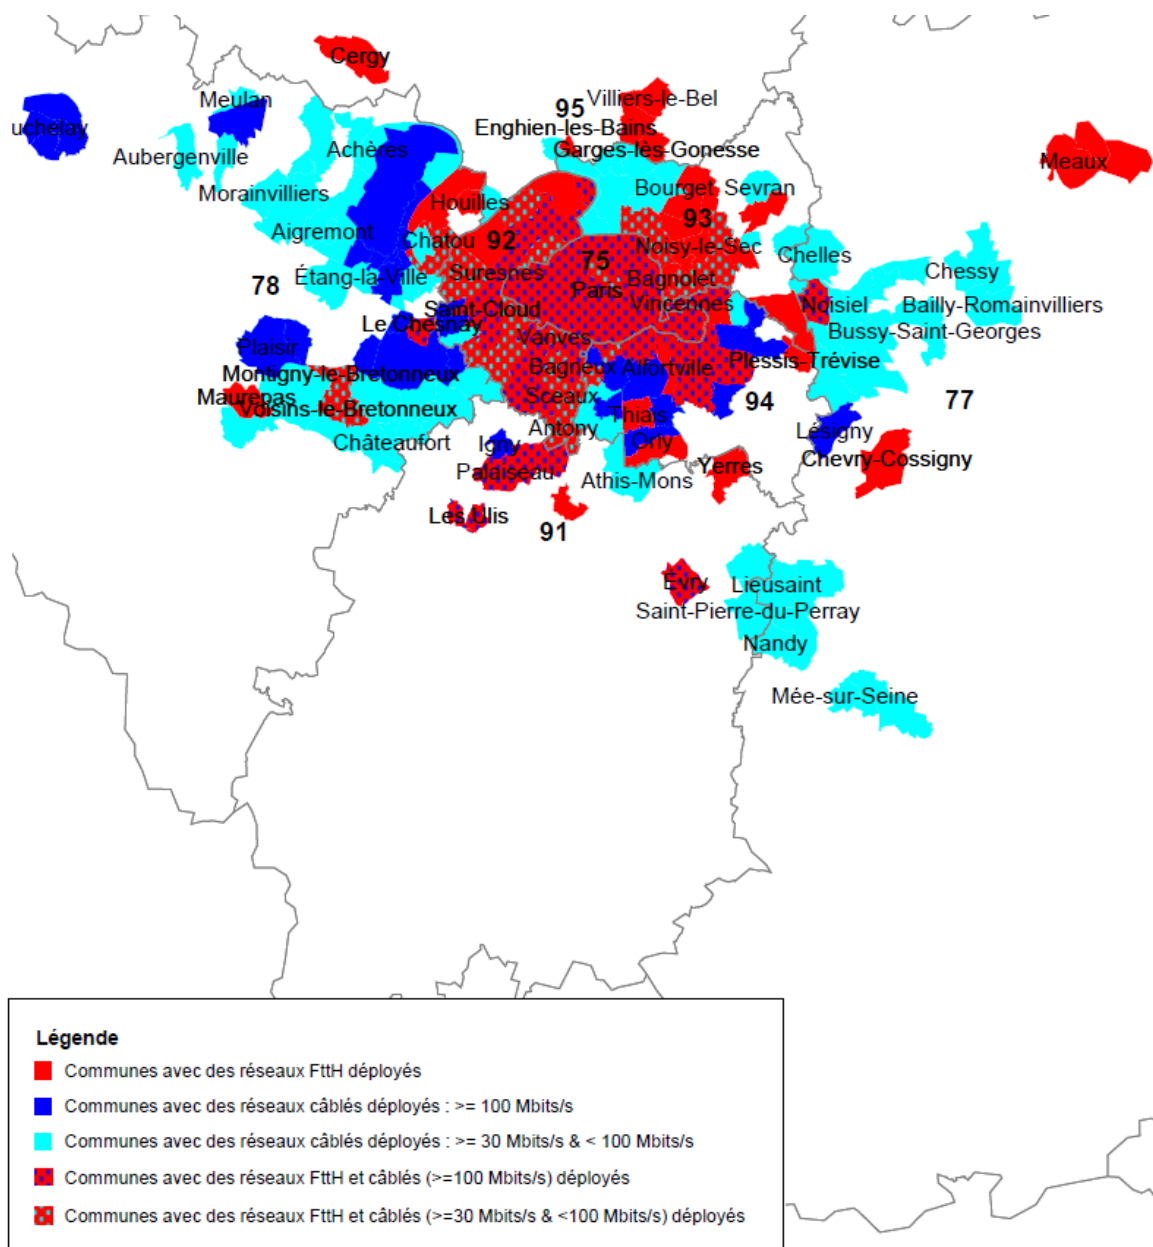 Cergy
Meulan
95
Villiers-le-Bel
uchelay
Enghien-les-Bains
Aubergenville
Achères
Garges-lès-Gonesse
Meaux
Morainvilliers
Houilles
Bourget
Sevran
Aigremont
Chatou
92
93
Noisy-le-Sec
Chelles
78
Étang-la-Ville
Suresnes
75
Paris
Bagnolet
Chessy
Saint-Cloud
Vincennes
Noisiel
Bailly-Romainvilliers
Le Chesnay
Vanves
Bussy-Saint-Georges
Plaisir
Montigny-le-Bretonneux
Bagneux
Alfortville
Plessis-Trévise
Maurepas
Voisins-le-Bretonneux
Sceaux
Thiais
94
77
Châteaufort
Igny
Antony
Orly
Lésigny
Palaiseau
Athis-Mons
Yerres
Chevry-Cossigny
Les Ulis
91
Évry
Lieusaint
Saint-Pierre-du-Perray
Nandy
Mée-sur-Seine
Légende
Communes avec des réseaux FttH déployés
Communes avec des réseaux câblés déployés : >= 100 Mbits/s
Communes avec des réseaux câblés déployés : >= 30 Mbits/s & < 100 Mbits/s
Communes avec des réseaux FttH et câblés (>=100 Mbits/s) déployés
Communes avec des réseaux FttH et câblés (>=30 Mbits/s & <100 Mbits/s) déployés